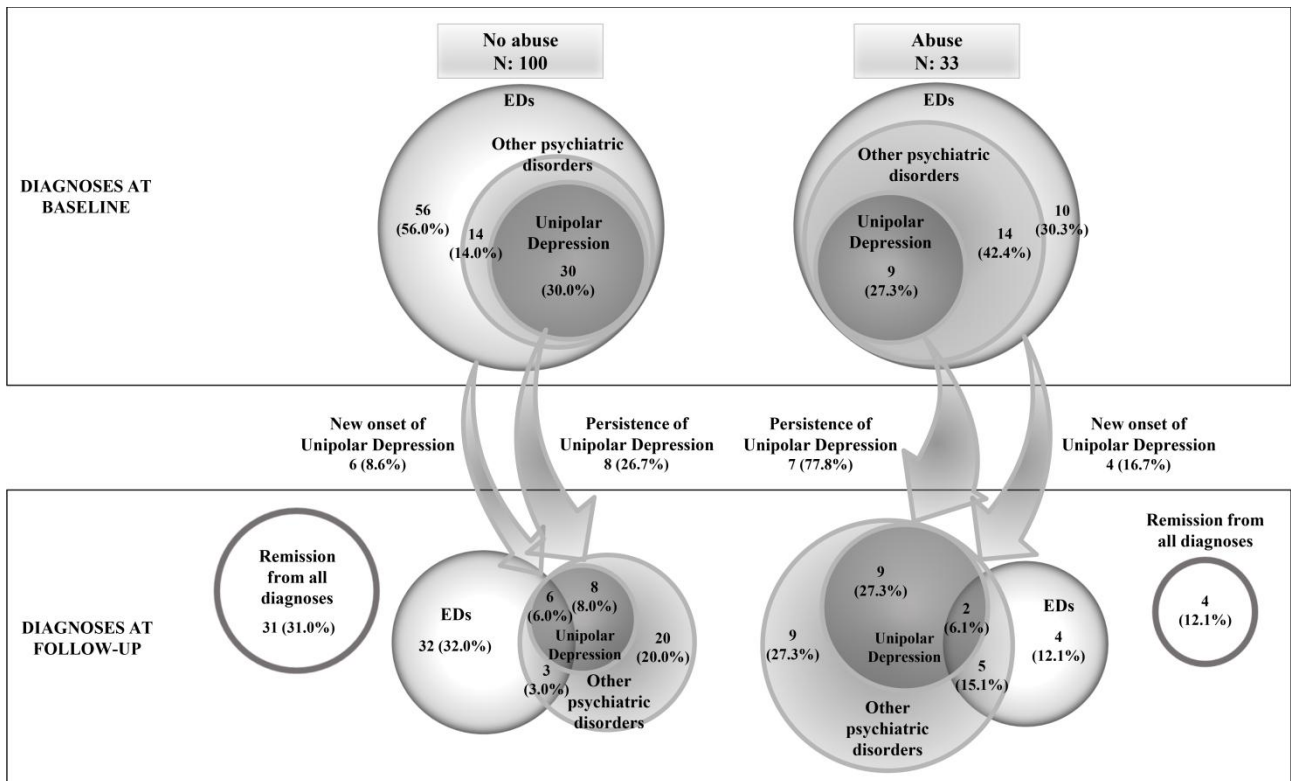 No abuse
N: 100
Abuse
N: 33
DIAGNOSES AT
BASELINE
EDs
Other psychiatric
disorders
56
(56.0%)
14
(14.0%)
Unipolar
Depression
30
(30.0%)
EDs
Other psychiatric
disorders
Unipolar
Depression
9
(27.3%)
14
(42.4%)
10
(30.3%)
New onset of
Unipolar Depression
6 (8.6%)
Persistence of
Unipolar Depression
8 (26.7%)
Persistence of
Unipolar Depression
7 (77.8%)
New onset of
Unipolar Depression
4 (16.7%)
DIAGNOSES AT
FOLLOW-UP
Remission
from all
diagnoses
31 (31.0%)
EDs
32 (32.0%)
6
(6.0%)
8
(8.0%)
Unipolar
Depression
20
(20.0%)
3
(3.0%)
Other
psychiatric
disorders
9
(27.3%)
9
(27.3%)
Unipolar
Depression
2
(6.1%)
EDs
4
(12.1%)
5
(15.1%)
Other
psychiatric
disorders
Remission from
all diagnoses
4
(12.1%)